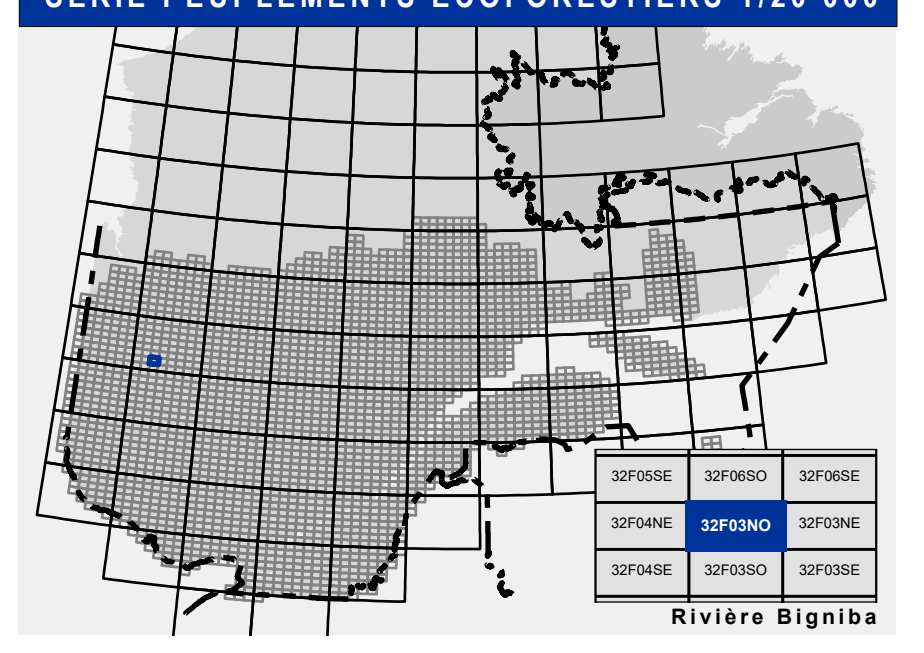 SÉRIE PEUPLEMENTS ÉCOFORESTIERS 1/20 000
32F05SE 32F06SO 32F06SE
32F04NE 32F03NO 32F03NE
32F04SE 32F03SO 32F03SE
Rivière Bigniba